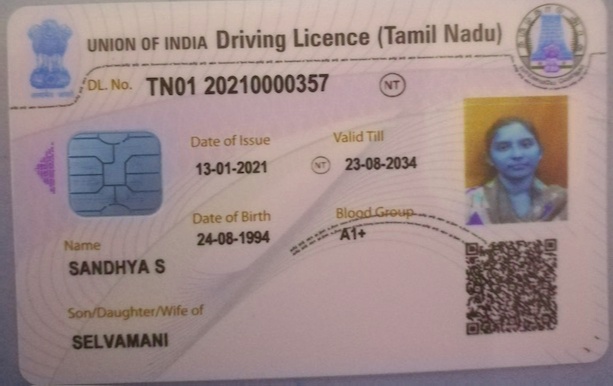 UNION OF INDIA Driving Licence (Tamil Nadu)
DL. No. TN01 20210000357 NT
Date of Issue Valid Till
13-01-2021 NT 23-08-2034
Date of Birth Blood Group
24-08-1994 A1+
Name
SANDHYA S
Son/Daughter/Wife of
SELVAMANI